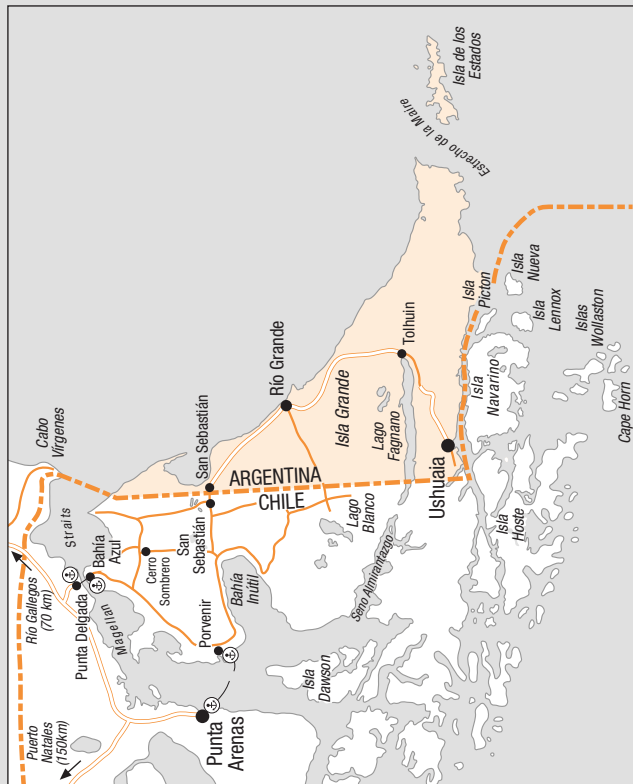 Puerto
Natales
(150km)
Río Gallegos
(70 km)
Punta Delgada
Cabo
Vírgenes
Straits
Magellan
Bahía
Azul
Cerro
Sombrero
San
Sebastián
San Sebastián
ARGENTINA
CHILE
Río Grande
Isla Grande
Porvenir
Bahía
Inútil
Punta
Arenas
Isla
Dawson
Lago
Blanco
Seno Almirantazgo
Lago
Fagnano
Tolhuin
Ushuaia
Estrecho de la Maire
Isla de los
Estados
Isla
Hoste
Isla
Navarino
Isla
Picton
Isla
Nueva
Isla
Lennox
Islas
Wollaston
Cape Horn